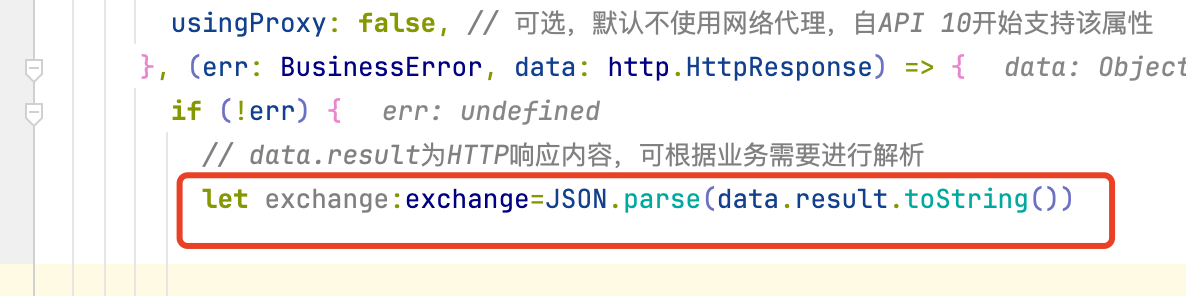 usingProxy: false, // 可选，默认不使用网络代理，自API 10开始支持该属性
}, (err: BusinessError, data: http.HttpResponse) => { data: Object
if (!err) { err: undefined
// data.result为HTTP响应内容，可根据业务需要进行解析
let exchange:exchange=JSON.parse(data.result.toString())